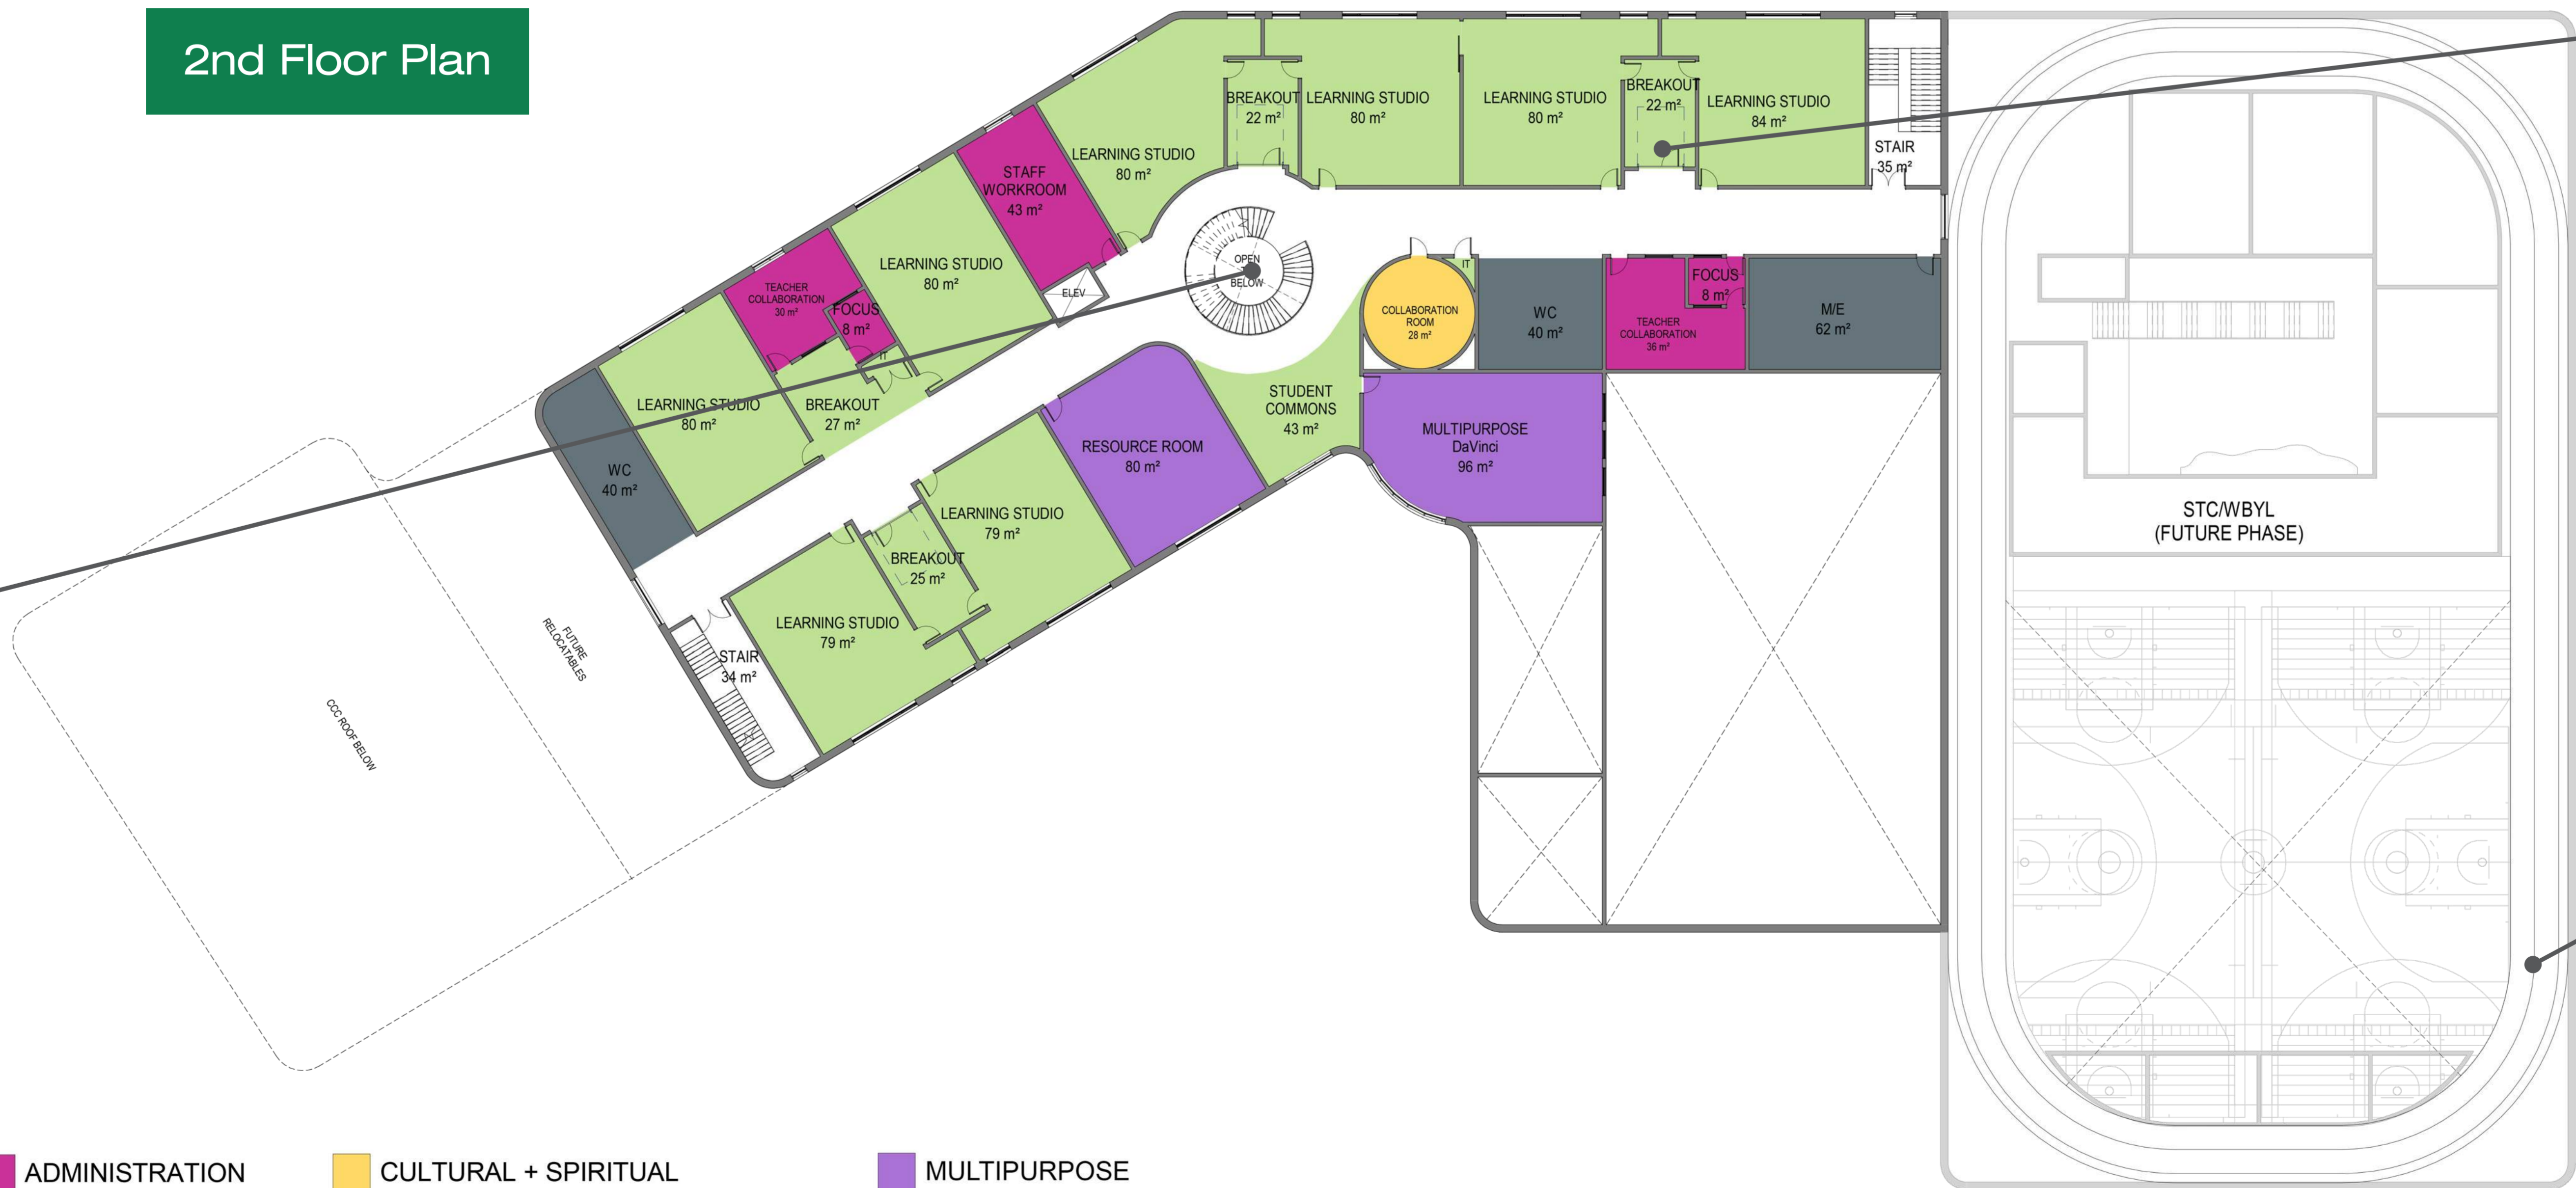 2nd Floor Plan
BREAKOUT
22 m²
LEARNING STUDIO
80 m²
LEARNING STUDIO
80 m²
BREAKOUT
22 m²
LEARNING STUDIO
84 m²
STAIR
35 m²
LEARNING STUDIO
80 m²
STAFF
WORKROOM
43 m²
LEARNING STUDIO
80 m²
ELEV
OPEN
BELOW
TEACHER
COLLABORATION
30 m²
FOCUS
8 m²
IT
COLLABORATION
ROOM
28 m²
IT
WC
40 m²
TEACHER
COLLABORATION
36 m²
FOCUS
8 m²
M/E
62 m²
LEARNING STUDIO
80 m²
BREAKOUT
27 m²
WC
40 m²
RESOURCE ROOM
80 m²
STUDENT
COMMONS
43 m²
MULTIPURPOSE
DaVinci
96 m²
LEARNING STUDIO
79 m²
BREAKOUT
25 m²
LEARNING STUDIO
79 m²
STAIR
34 m²
FUTURE
RELOCATABLES
CCC ROOF BELOW
STC/WBYL
(FUTURE PHASE)
ADMINISTRATION
CULTURAL + SPIRITUAL
MULTIPURPOSE